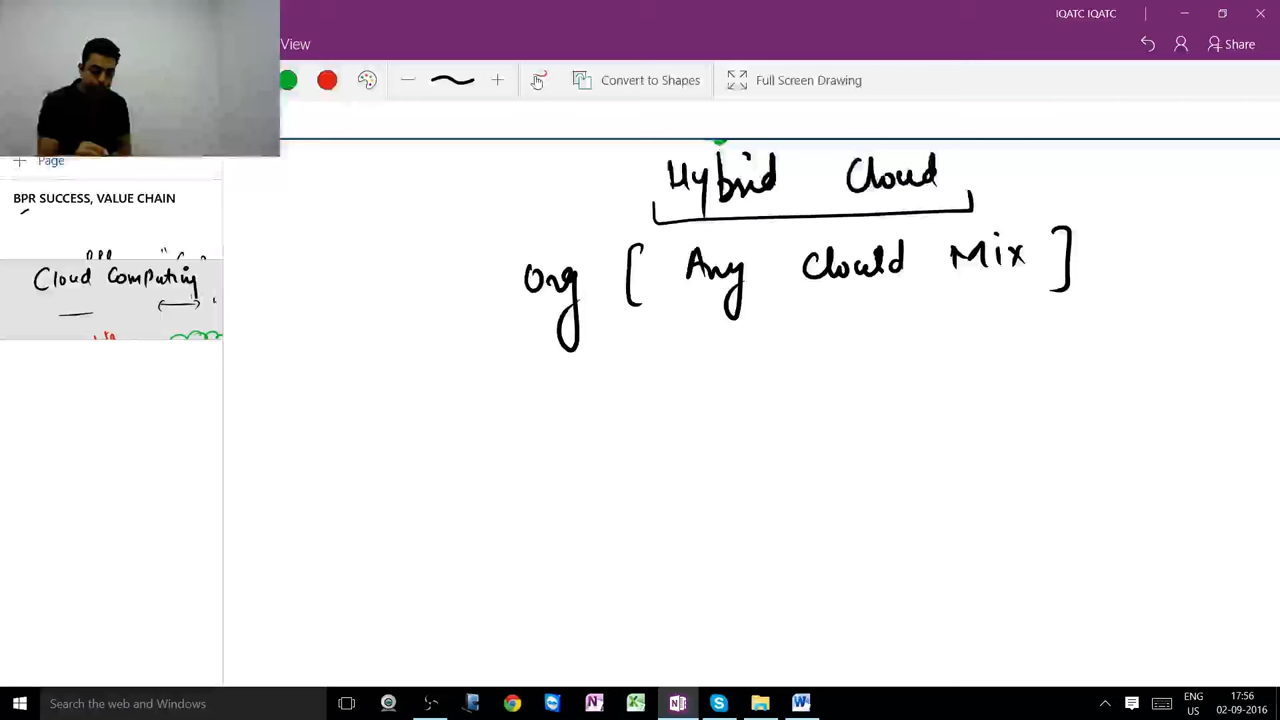 IQATC IQATC
View
Share
Convert to Shapes
Full Screen Drawing
Page
BPR SUCCESS, VALUE CHAIN
Cloud Computing
Hybrid Cloud
Org [ Any Clould Mix ]
Search the web and Windows
ENG
US
17:56
02-09-2016